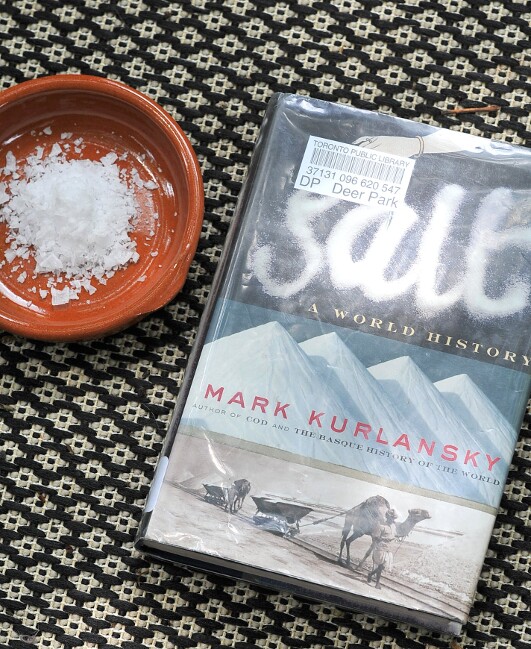 TORONTO PUBLIC LIBRARY
37131 096 620 547
DP Deer Park
salt
A WORLD HISTORY
MARK KURLANSKY
AUTHOR OF COD AND THE BASQUE HISTORY OF THE WORLD